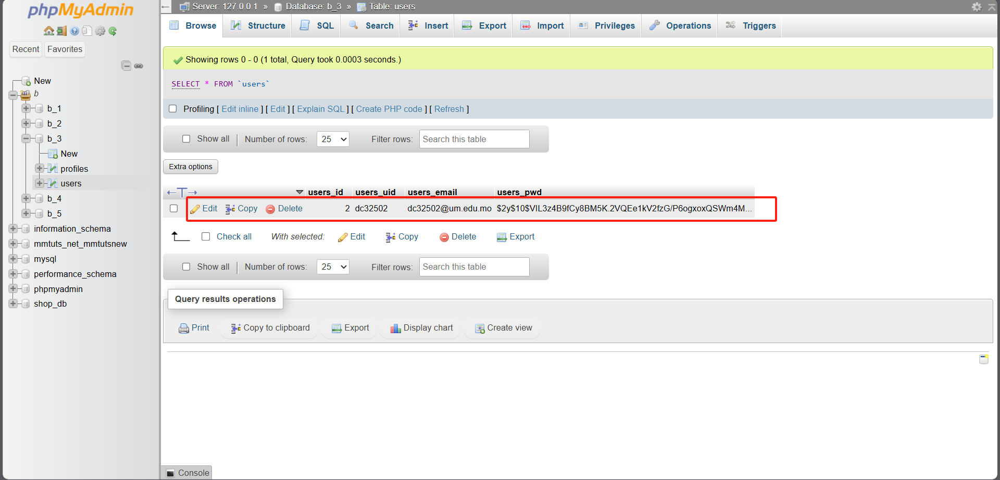 phpMyAdmin
Recent Favorites
New
b
b_1
b_2
b_3
New
profiles
users
b_4
b_5
information_schema
mmtuts_net_mmtutsnew
mysql
performance_schema
phpmyadmin
shop_db
Server: 127.0.0.1 » Database: b_3 » Table: users
Browse Structure SQL Search Insert Export Import Privileges Operations Triggers
Showing rows 0 - 0 (1 total, Query took 0.0003 seconds.)
SELECT * FROM `users`
Profiling [ Edit inline ] [ Edit ] [ Explain SQL ] [ Create PHP code ] [ Refresh ]
Show all Number of rows: 25 Filter rows: Search this table
Extra options
users_id users_uid users_email users_pwd
Edit Copy Delete 2 dc32502 dc32502@um.edu.mo $2y$10$VIL3z4B9fCy8BM5K.2VQEe1kV2fzG/P6ogxoxQSWm4M...
Check all With selected: Edit Copy Delete Export
Show all Number of rows: 25 Filter rows: Search this table
Query results operations
Print Copy to clipboard Export Display chart Create view
Console